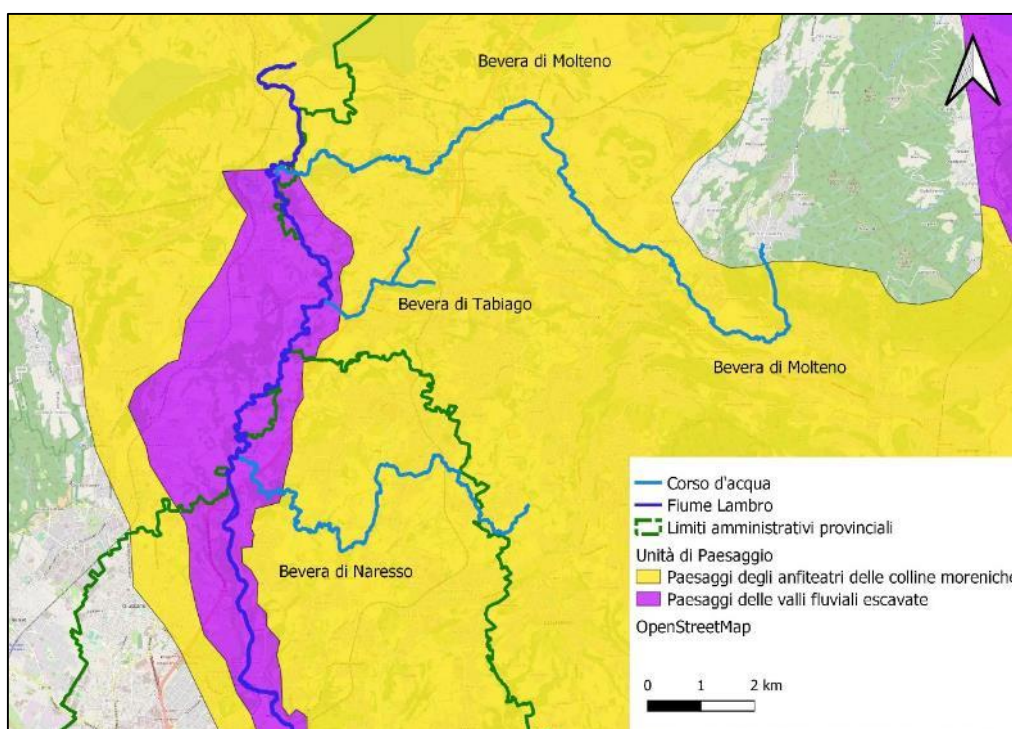 Bevera di Molteno
Bevera di Tabiago
Bevera di Molteno
Bevera di Naresso
Corso d'acqua
Fiume Lambro
Limiti amministrativi provinciali
Unità di Paesaggio
Paesaggi degli anfiteatri delle colline moreniche
Paesaggi delle valli fluviali escavate
OpenStreetMap
0 1 2 km